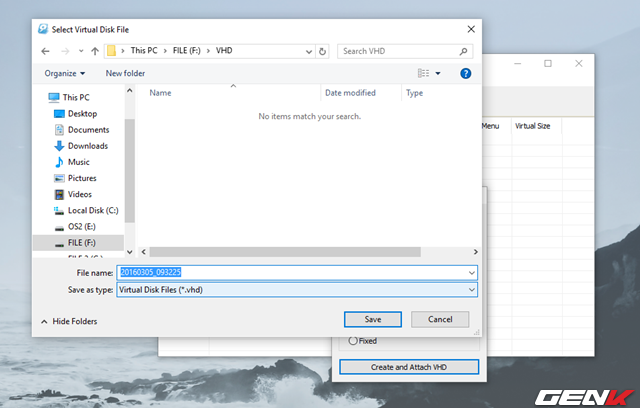 Select Virtual Disk File
This PC > FILE (F:) > VHD
Search VHD
Organize
New folder
This PC
Desktop
Documents
Downloads
Music
Pictures
Videos
Local Disk (C:)
OS2 (E:)
FILE (F:)
Name
Date modified
Type
No items match your search.
Menu
Virtual Size
File name:
20160305_093225
Save as type:
Virtual Disk Files (*.vhd)
Hide Folders
Save
Cancel
Fixed
Create and Attach VHD
GENK